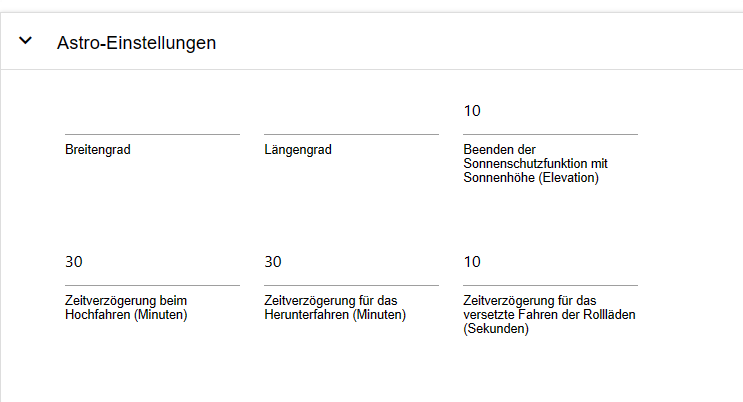 Astro-Einstellungen
10
Breitengrad
Längengrad
Beenden der
Sonnenschutzfunktion mit
Sonnenhöhe (Elevation)
30
30
10
Zeitverzögerung beim
Hochfahren (Minuten)
Zeitverzögerung für das
Herunterfahren (Minuten)
Zeitverzögerung für das
versetzte Fahren der Rollläden
(Sekunden)